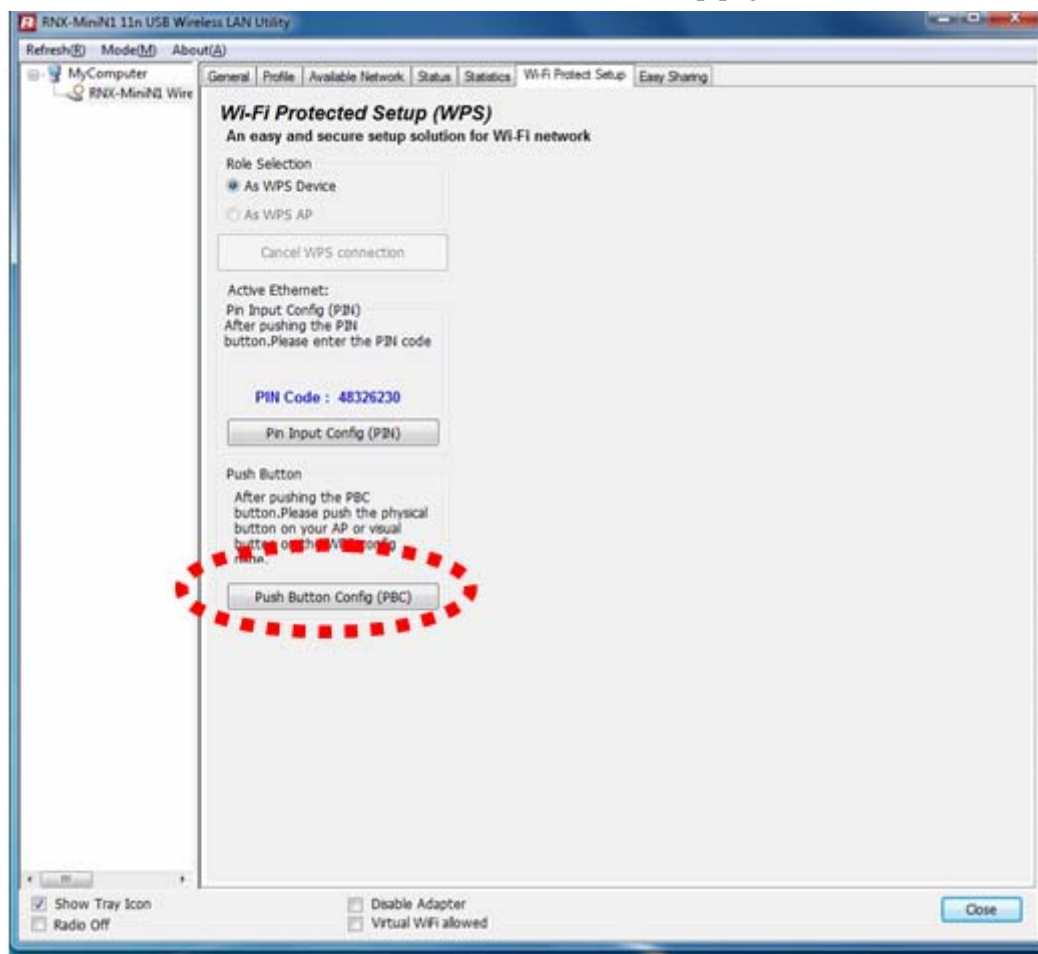 RNX-MiniN1 11n USB Wireless LAN Utility
Refresh(R) Mode(M) About(A)
MyComputer
RNX-MiniN1 Wire
General Profile Available Network Status Statistics Wi-Fi Protect Setup Easy Sharing
Wi-Fi Protected Setup (WPS)
An easy and secure setup solution for Wi-Fi network
Role Selection
As WPS Device
As WPS AP
Cancel WPS connection
Active Ethernet:
Pin Input Config (PIN)
After pushing the PIN
button.Please enter the PIN code
PIN Code : 48326230
Pin Input Config (PIN)
Push Button
After pushing the PBC
button.Please push the physical
button on your AP or visual
button on the WPS config
Push Button Config (PBC)
Show Tray Icon
Radio Off
Disable Adapter
Virtual WiFi allowed
Close